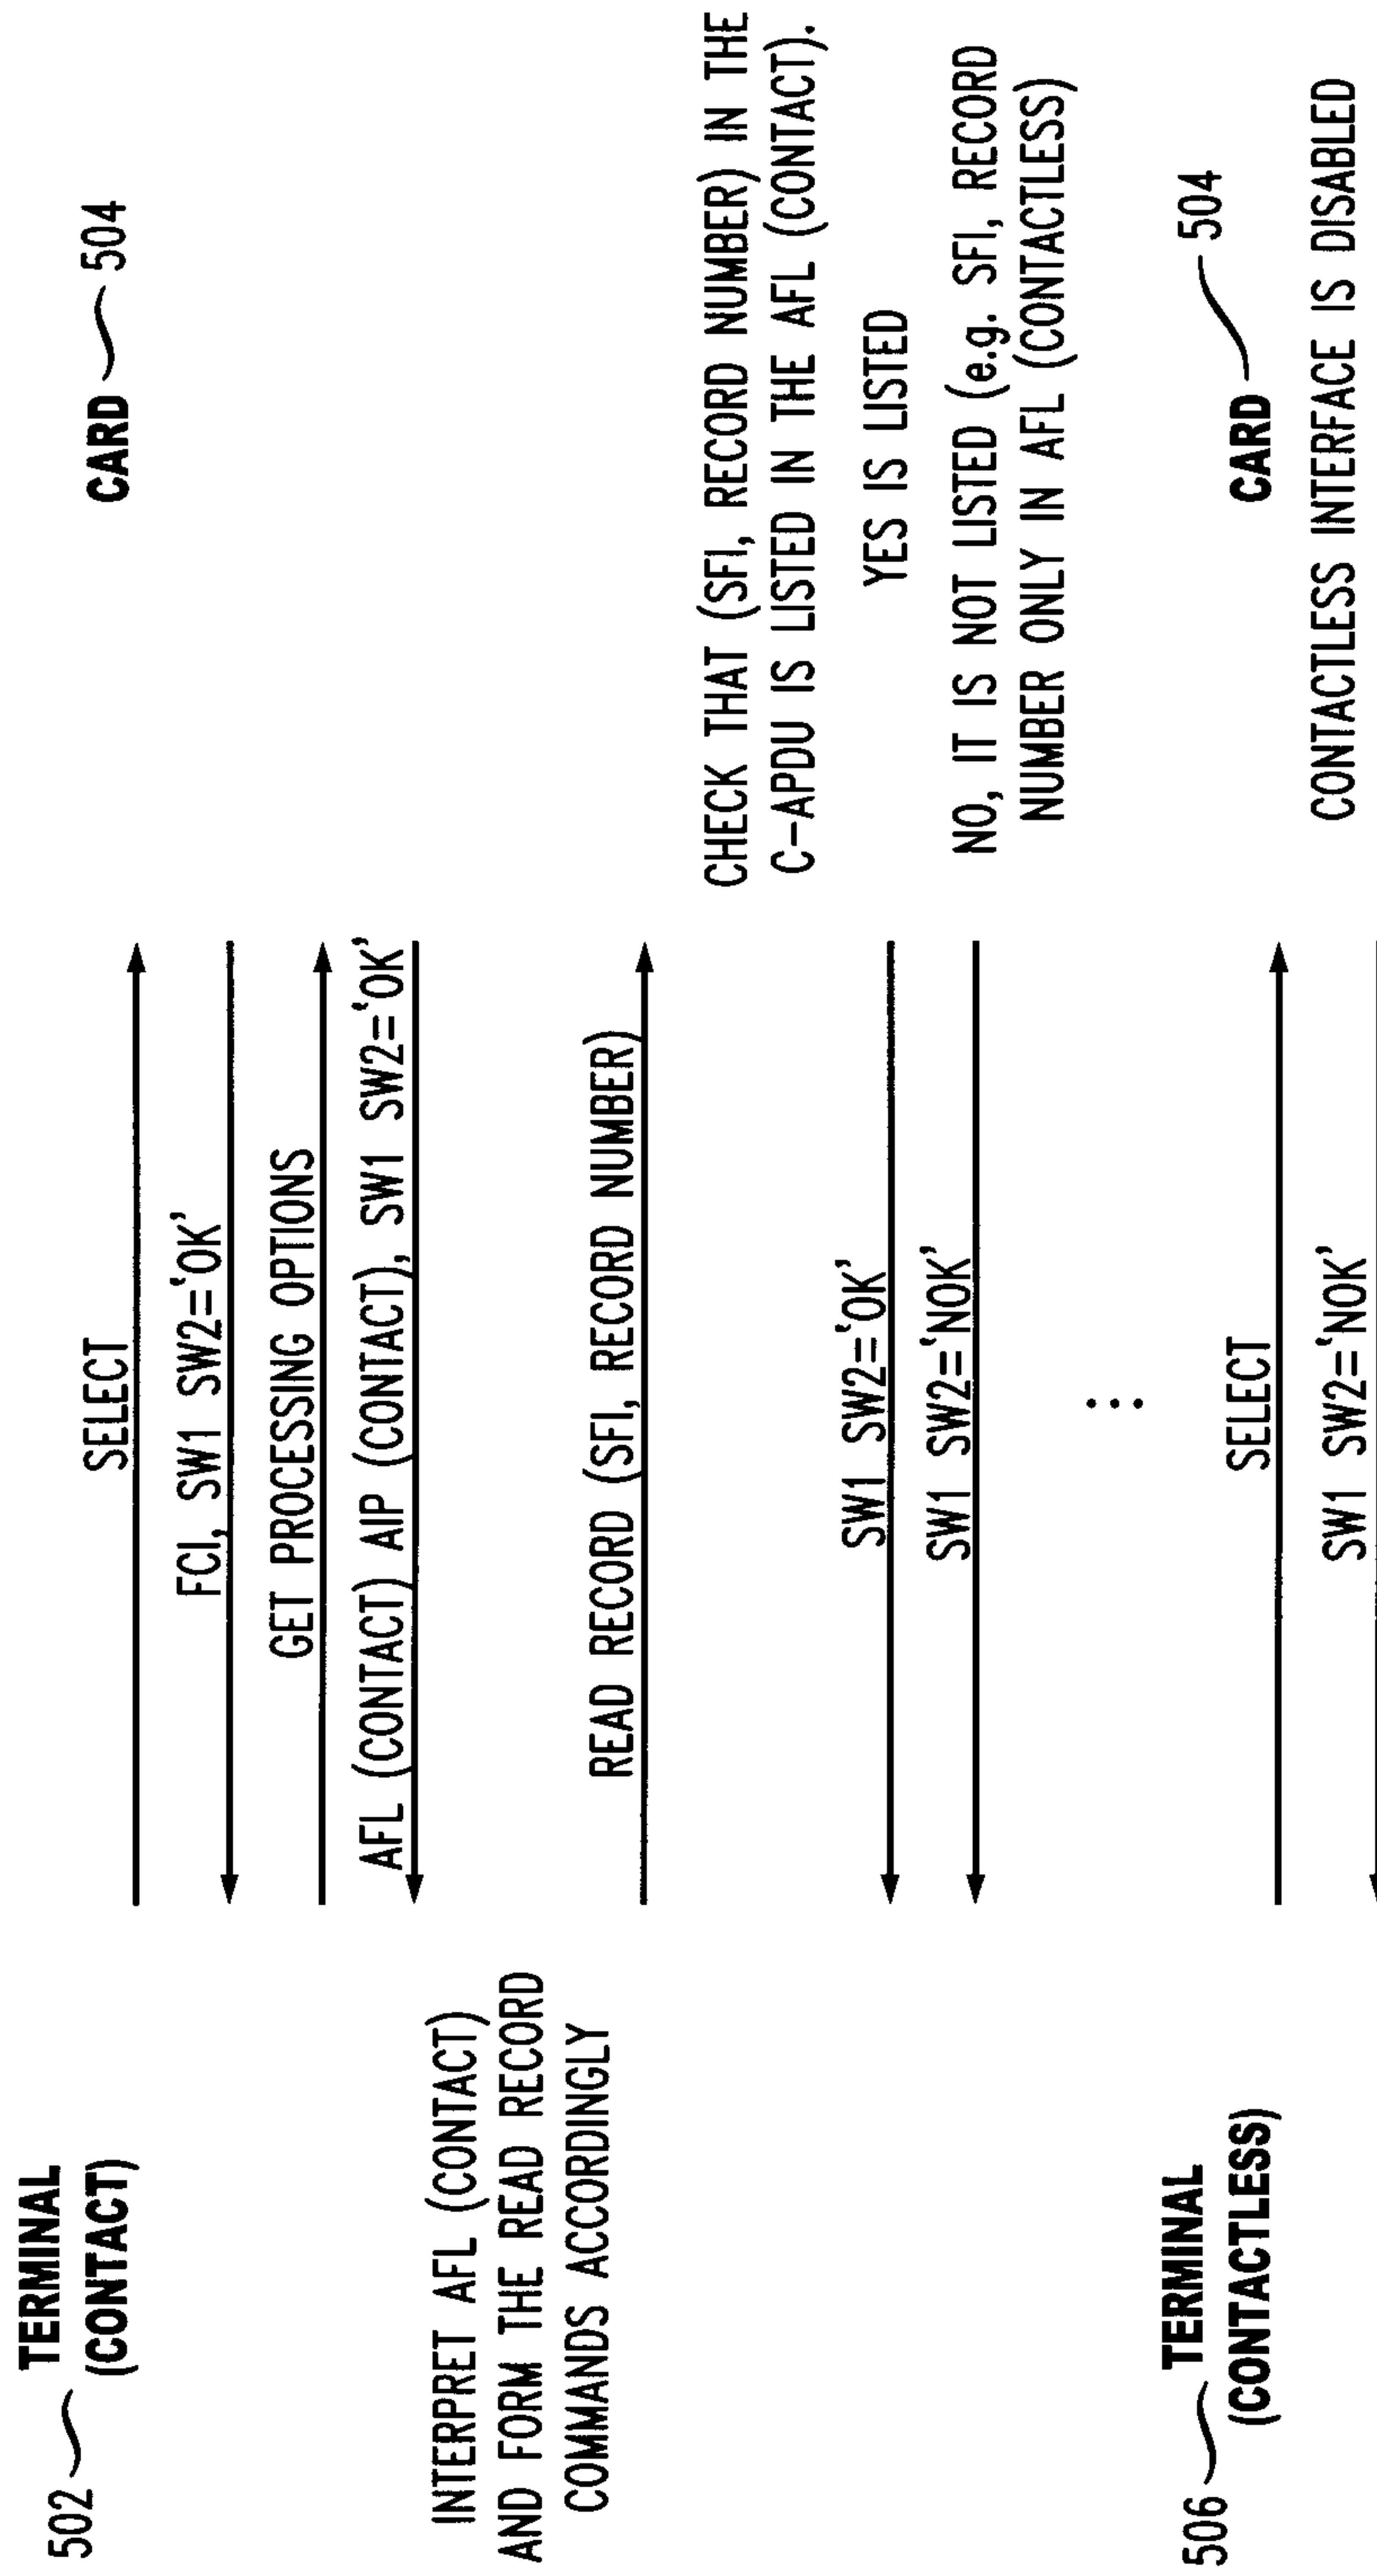 502
TERMINAL
(CONTACT)
CARD
504
SELECT
FCI, SW1 SW2=‘OK’
GET PROCESSING OPTIONS
AFL (CONTACT) AIP (CONTACT), SW1 SW2=‘OK’
INTERPRET AFL (CONTACT)
AND FORM THE READ RECORD
COMMANDS ACCORDINGLY
READ RECORD (SFI, RECORD NUMBER)
CHECK THAT (SFI, RECORD NUMBER) IN THE
C-APDU IS LISTED IN THE AFL (CONTACT).
SW1 SW2=‘OK’
YES IS LISTED
SW1 SW2=‘NOK’
NO, IT IS NOT LISTED (e.g. SFI, RECORD
NUMBER ONLY IN AFL (CONTACTLESS)
506
TERMINAL
(CONTACTLESS)
CARD
504
SELECT
SW1 SW2=‘NOK’
CONTACTLESS INTERFACE IS DISABLED